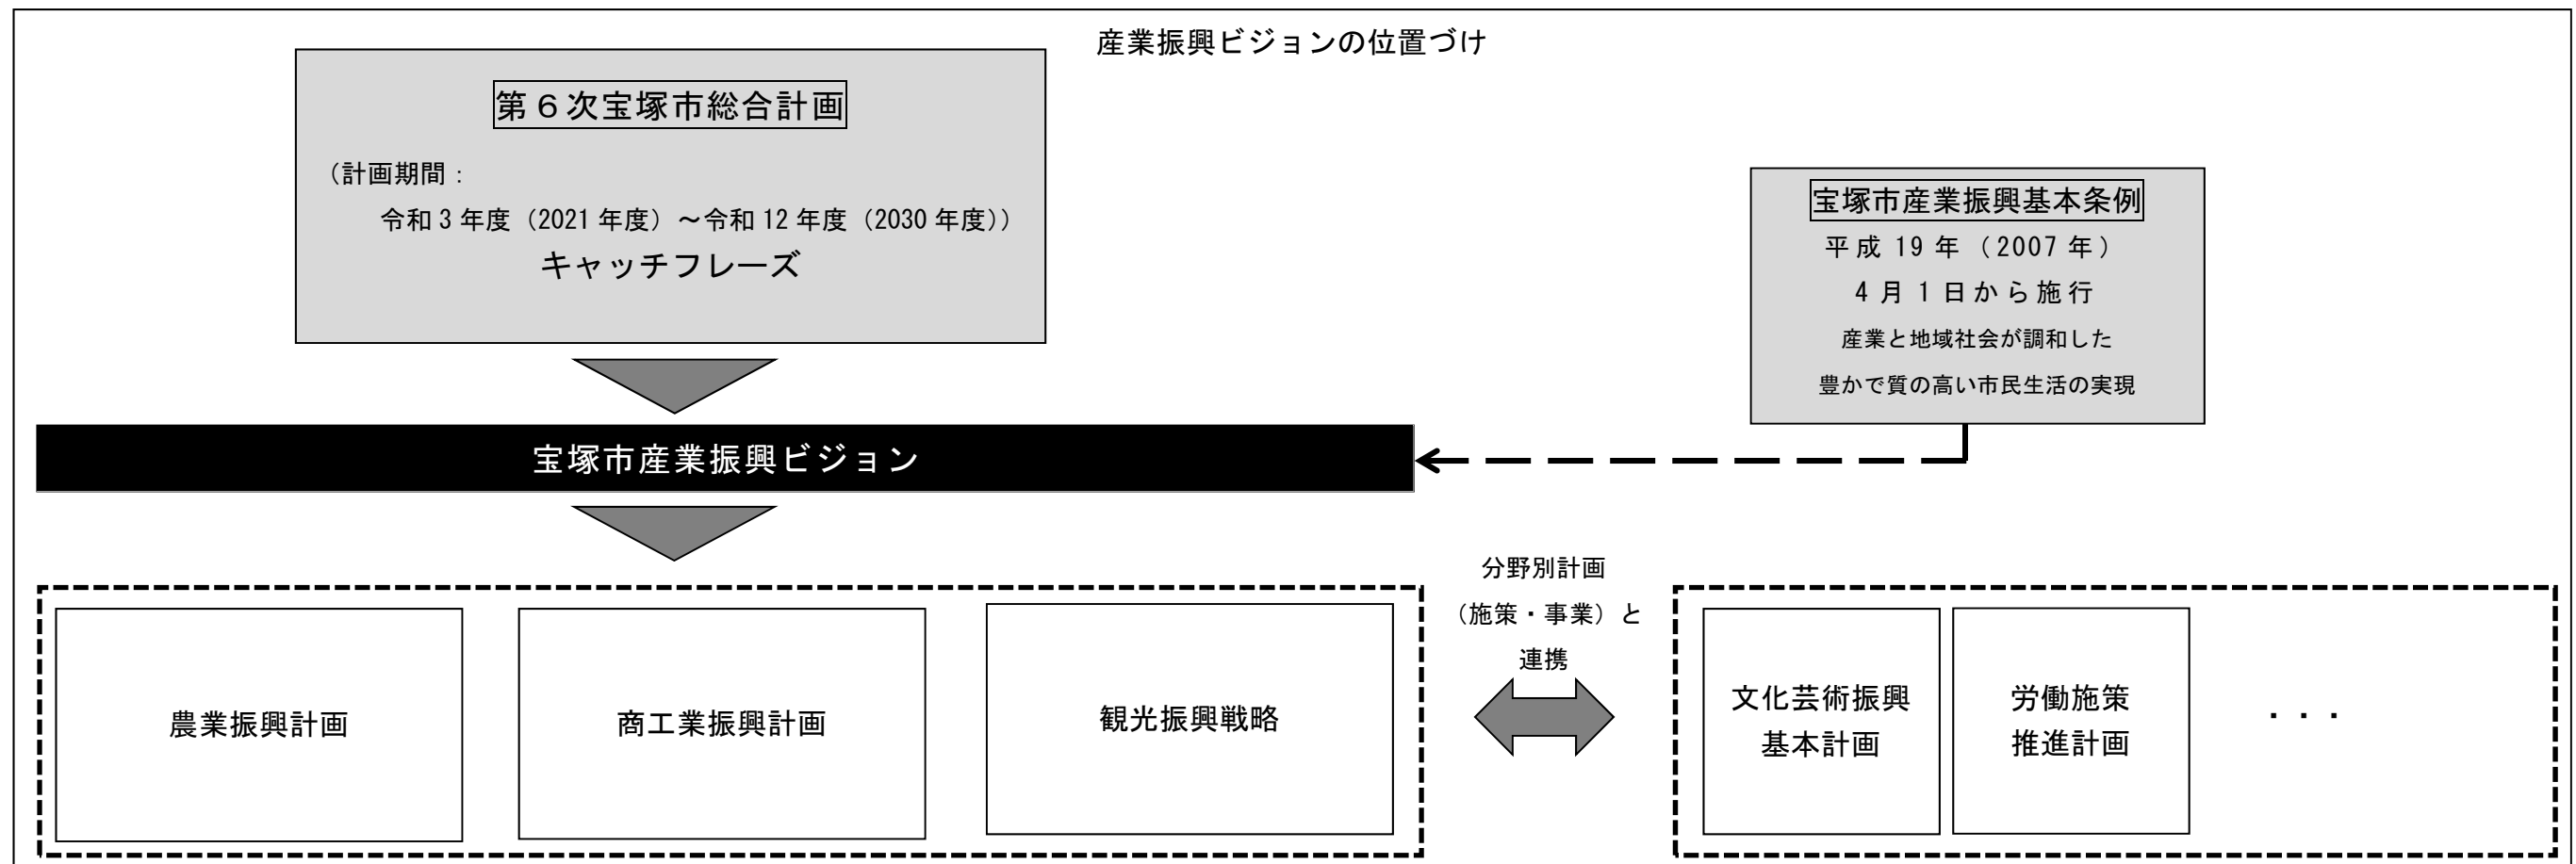 産業振興ビジョンの位置づけ
第６次宝塚市総合計画
（計画期間：
令和 3 年度（2021 年度）～令和 12 年度（2030 年度））
キャッチフレーズ
宝塚市産業振興基本条例
平成 19 年（2007 年）
4 月 1 日から施行
産業と地域社会が調和した
豊かで質の高い市民生活の実現
宝塚市産業振興ビジョン
農業振興計画
商工業振興計画
観光振興戦略
分野別計画
（施策・事業）と
連携
文化芸術振興
基本計画
労働施策
推進計画
・・・